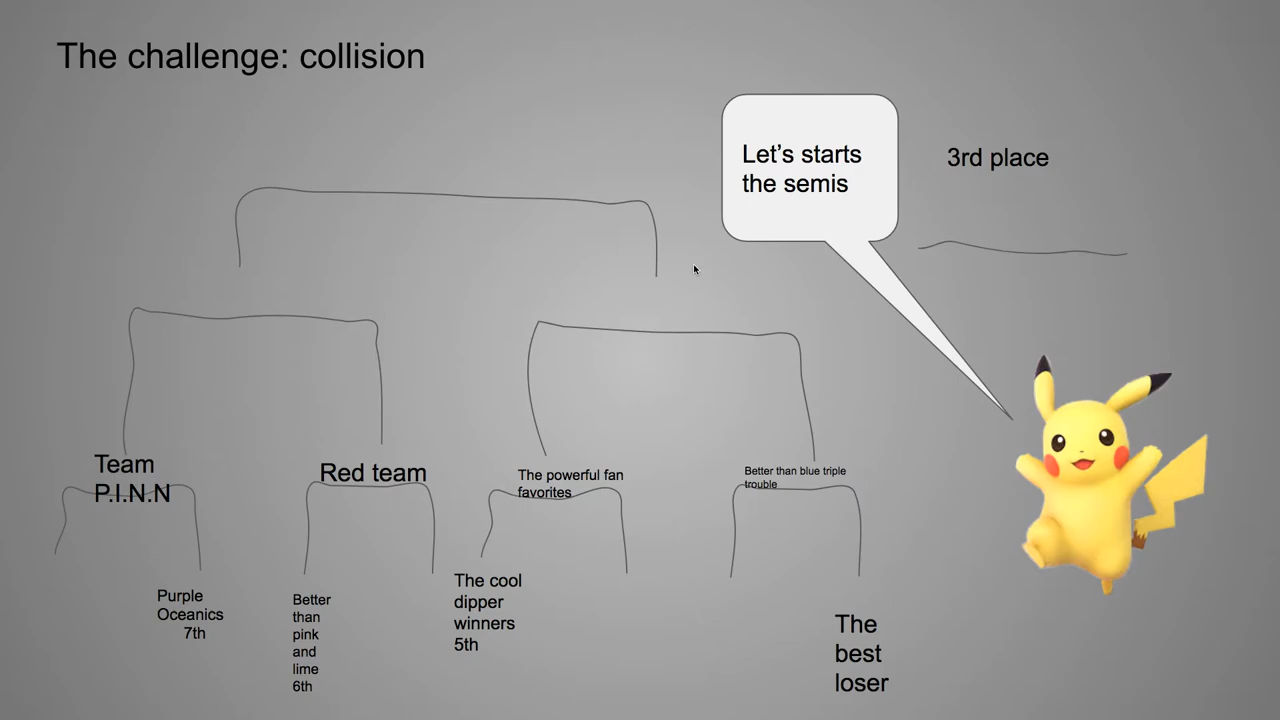 The challenge: collision
Let's starts
the semis
3rd place
Team
P.I.N.N
Red team
The powerful fan
favorites
Better than blue triple
trouble
Purple
Oceanics
7th
Better
than
pink
and
lime
6th
The cool
dipper
winners
5th
The
best
loser